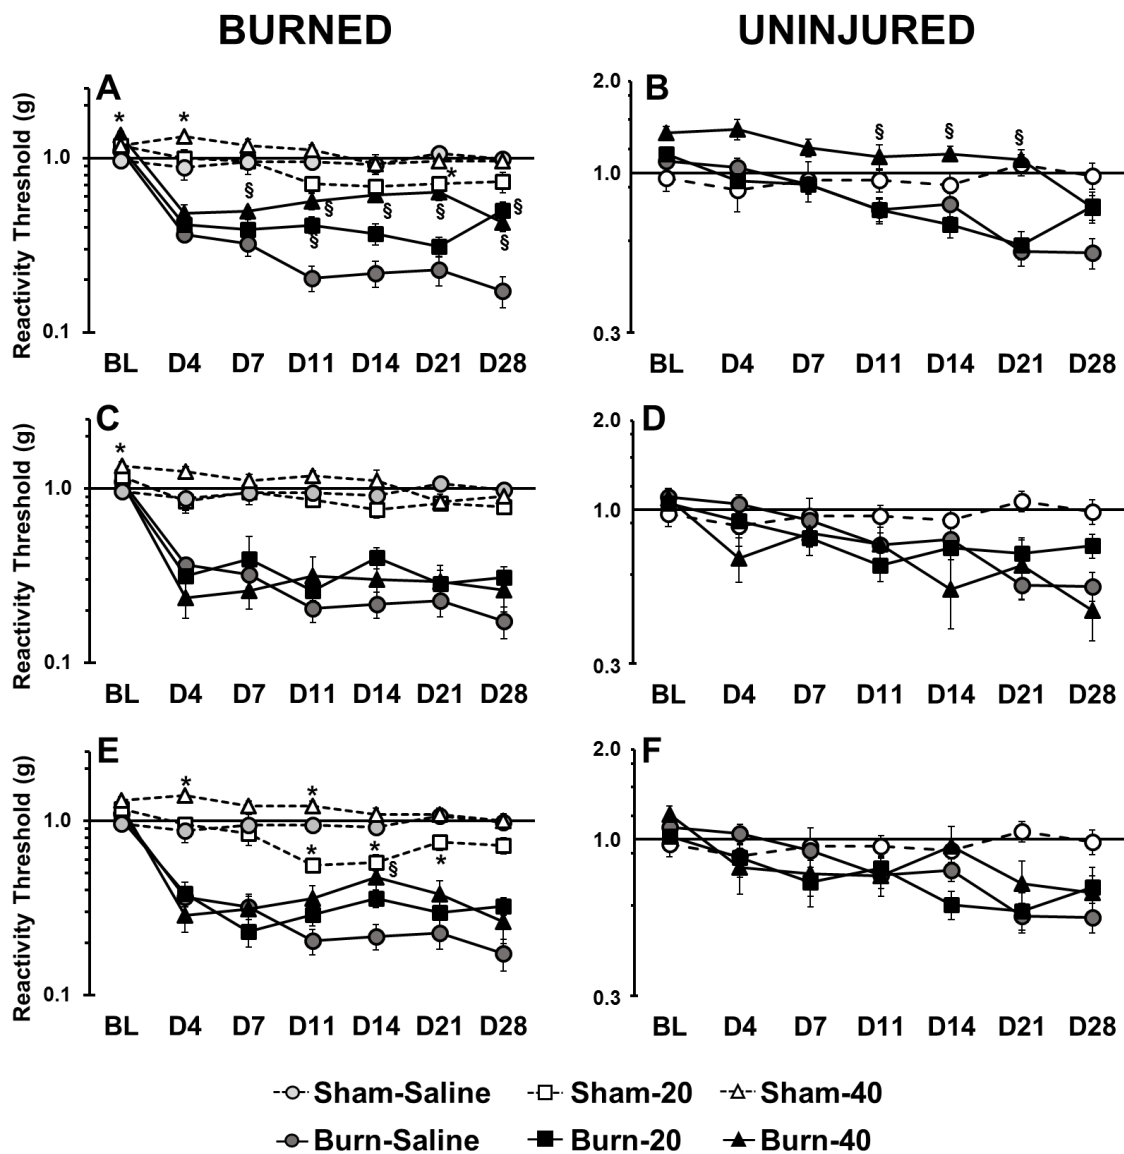 BURNED UNINJURED
A B
Reactivity Threshold (g)
1.0
0.1
* * § § § § § § § *
BL D4 D7 D11 D14 D21 D28
2.0
1.0
0.3
§ § §
BL D4 D7 D11 D14 D21 D28
C D
Reactivity Threshold (g)
1.0
0.1
*
BL D4 D7 D11 D14 D21 D28
2.0
1.0
0.3
BL D4 D7 D11 D14 D21 D28
E F
Reactivity Threshold (g)
1.0
0.1
* * * * * §
BL D4 D7 D11 D14 D21 D28
2.0
1.0
0.3
BL D4 D7 D11 D14 D21 D28
Sham-Saline Sham-20 Sham-40
Burn-Saline Burn-20 Burn-40